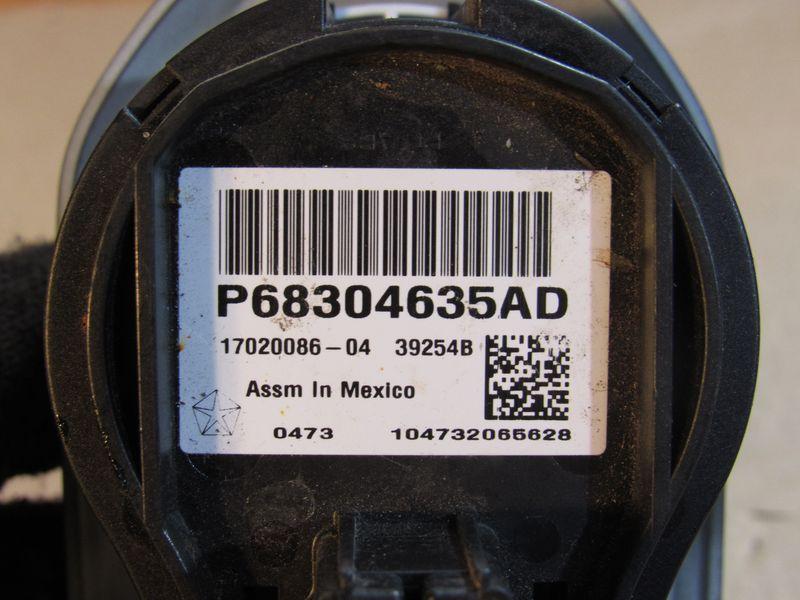 P68304635AD
17020086-04 39254B
Assm In Mexico
0473 104732065628